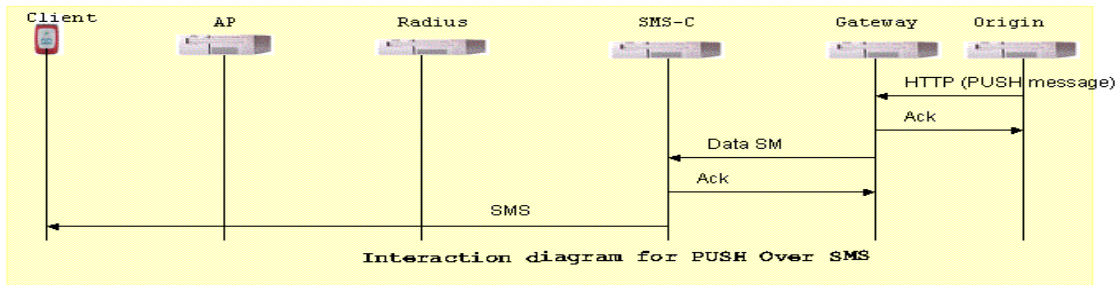 Client AP Radius SMS-C Gateway Origin
HTTP (PUSH message)
Ack
Data SM
Ack
SMS
Interaction diagram for PUSH Over SMS